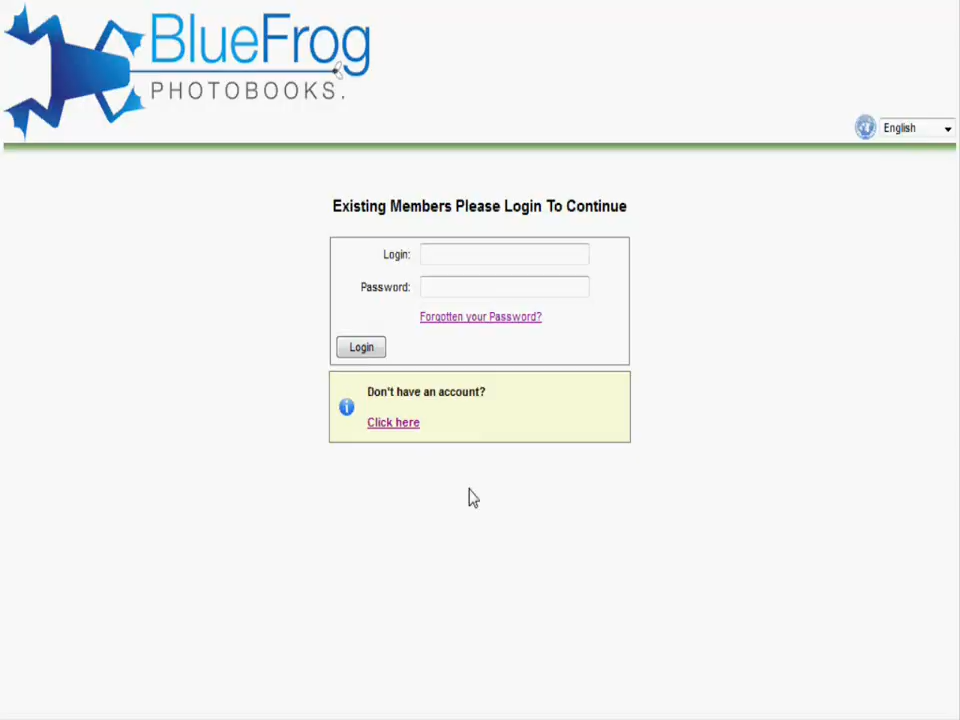 BlueFrog
PHOTOBOOKS.
English
Existing Members Please Login To Continue
Login:
Password:
Forgotten your Password?
Login
Don't have an account?
Click here